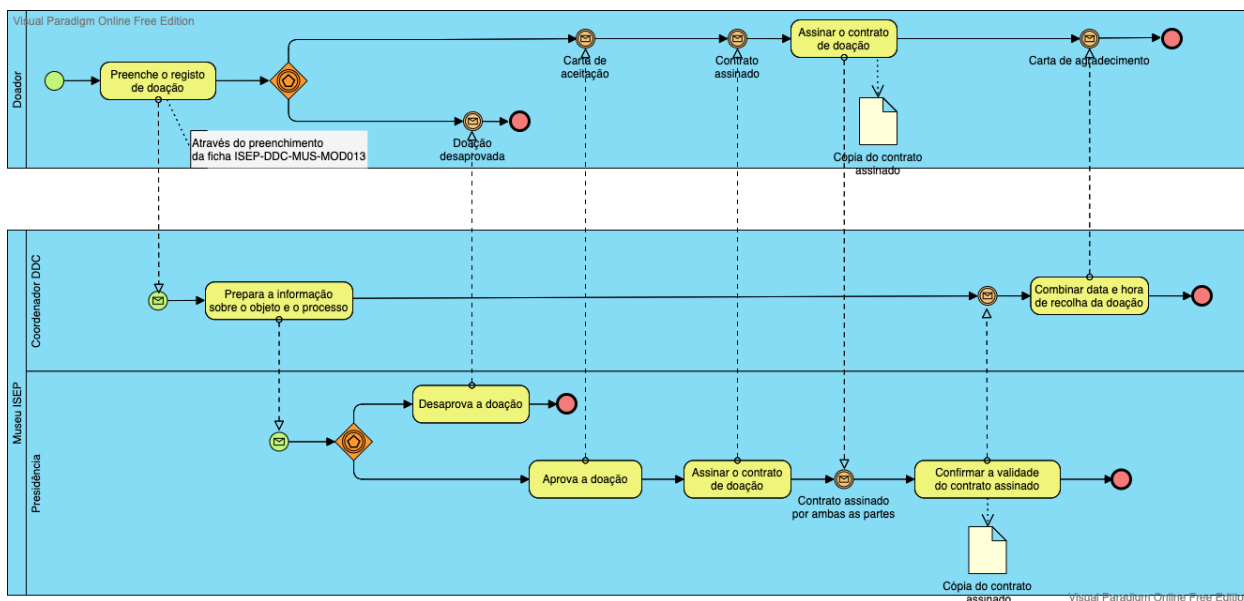 Visual Paradigm Online Free Edition
Doador
Preenche o registo
de doação
Através do preenchimento
da ficha ISEP-DDC-MUS-MOD013
Doação
desaprovada
Carta de
aceitação
Contrato
assinado
Assinar o contrato
de doação
Cópia do contrato
assinado
Carta de agradecimento
Museu ISEP
Coordenador DDC
Prepara a informação
sobre o objeto e o processo
Combinar data e hora
de recolha da doação
Presidência
Desaprova a doação
Aprova a doação
Assinar o contrato
de doação
Contrato assinado
por ambas as partes
Confirmar a validade
do contrato assinado
Cópia do contrato
assinado
Visual Paradigm Online Free Edition